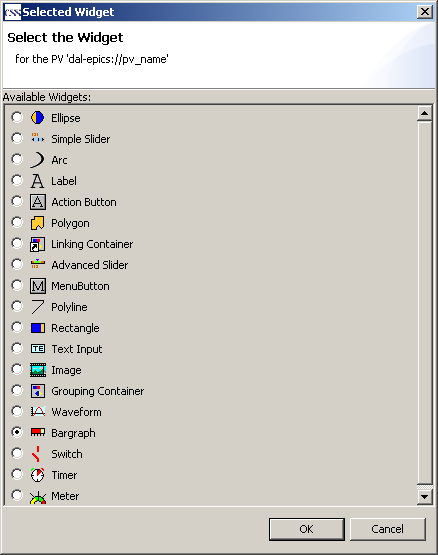 CSS Selected Widget
Select the Widget
for the PV 'dal-epics://pv_name'
Available Widgets:
Ellipse
Simple Slider
Arc
A Label
A Action Button
Polygon
Linking Container
Advanced Slider
M MenuButton
Polyline
Rectangle
TE Text Input
Image
Grouping Container
Waveform
Bargraph
Switch
Timer
Meter
OK Cancel